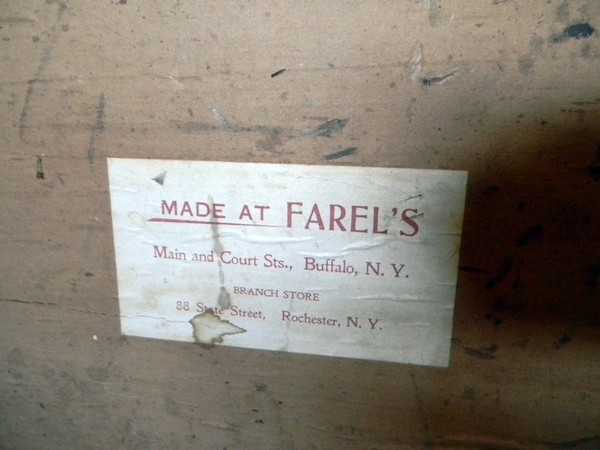 MADE AT FAREL'S
Main and Court Sts., Buffalo, N. Y.
BRANCH STORE
88 State Street, Rochester, N. Y.